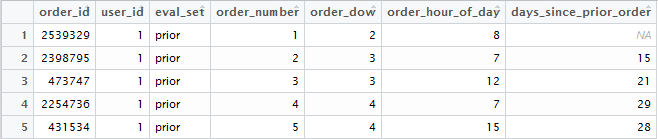 order_id user_id eval_set order_number order_dow order_hour_of_day days_since_prior_order
1 2539329 1 prior 1 2 8 NA
2 2398795 1 prior 2 3 7 15
3 473747 1 prior 3 3 12 21
4 2254736 1 prior 4 4 7 29
5 431534 1 prior 5 4 15 28